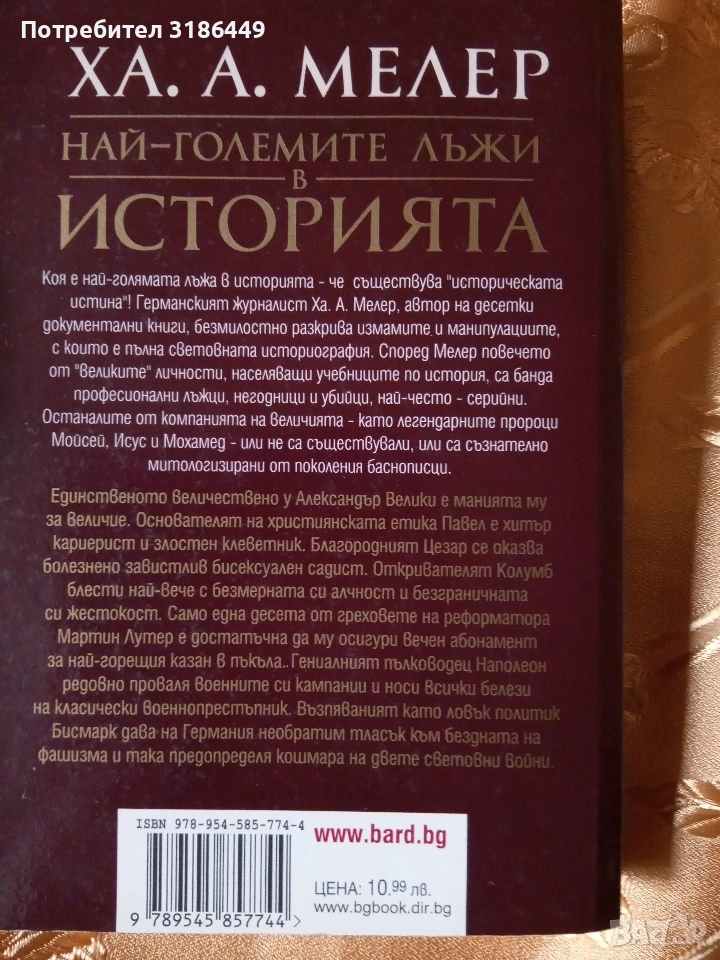 Потребител 3186449
ХА. А. МЕЛЕР
НАЙ-ГОЛЕМИТЕ ЛЪЖИ
В
ИСТОРИЯТА
Коя е най-голямата лъжа в историята - че съществува "историческата
истина"! Германският журналист Ха. А. Мелер, автор на десетки
документални книги, безмилостно разкрива измамите и манипулациите,
с които е пълна световната историография. Според Мелер повечето
от "великите" личности, населяващи учебниците по история, са банда
професионални лъжци, негодници и убийци, най-често - серийни.
Останалите от компанията на величията - като легендарните пророци
Мойсей, Исус и Мохамед - или не са съществували, или са съзнателно
митологизирани от поколения баснописци.
Единственото величествено у Александър Велики е манията му
за величие. Основателят на християнската етика Павел е хитър
кариерист и злостен клеветник. Благородният Цезар се оказва
болезнено завистлив бисексуален садист. Откривателят Колумб
блести най-вече с безмерната си алчност и безграничната
си жестокост. Само една десета от греховете на реформатора
Мартин Лутер е достатъчна да му осигури вечен абонамент
за най-горещия казан в пъкъла.. Гениалният пълководец Наполеон
редовно проваля военните си кампании и носи всички белези
на класически военнопрестъпник. Възпяваният като ловък политик
Бисмарк дава на Германия необратим тласък към бездната на
фашизма и така предопределя кошмара на двете световни войни.
ISBN 978-954-585-774-4
www.bard.bg
ЦЕНА: 10.99 лв.
www.bgbook.dir.bg
9 789545 857744
BAZAR